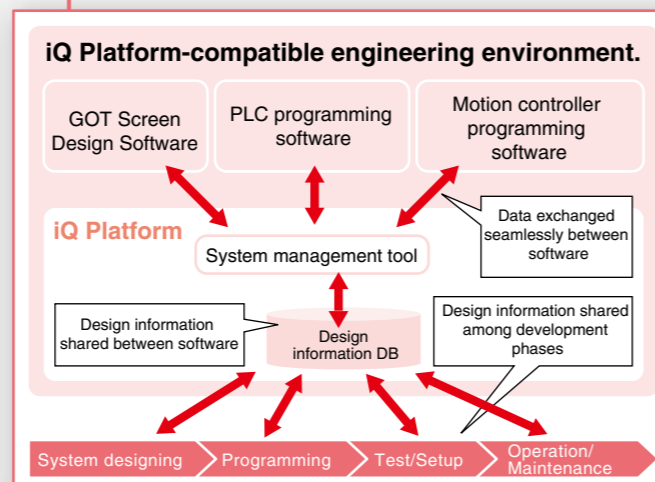 iQ Platform-compatible engineering environment.
GOT Screen
Design Software
PLC programming
software
Motion controller
programming
software
iQ Platform
System management tool
Data exchanged
seamlessly between
software
Design information
shared between software
Design
information DB
Design information shared
among development
phases
System designing
Programming
Test/Setup
Operation/
Maintenance